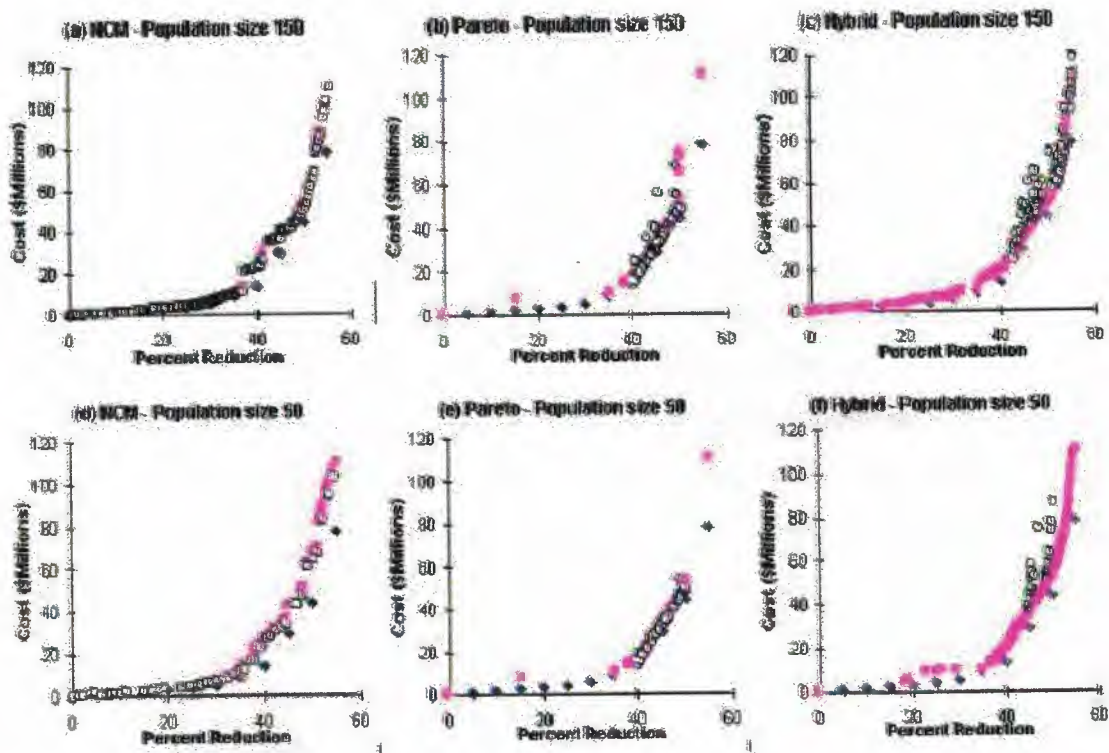 (a) NCM - Population size 150
(b) Pareto - Population size 150
(c) Hybrid - Population size 150
Cost ($Millions)
120
100
80
60
40
20
0
0 20 40 60
Percent Reduction
Cost ($Millions)
120
100
80
60
40
20
0
0 20 40 60
Percent Reduction
Cost ($Millions)
120
100
80
60
40
20
0
0 20 40 60
Percent Reduction
(d) NCM - Population size 50
(e) Pareto - Population size 50
(f) Hybrid - Population size 50
Cost ($Millions)
120
100
80
60
40
20
0
0 20 40 60
Percent Reduction
Cost ($Millions)
120
100
80
60
40
20
0
0 20 40 60
Percent Reduction
Cost ($Millions)
120
100
80
60
40
20
0
0 20 40 60
Percent Reduction